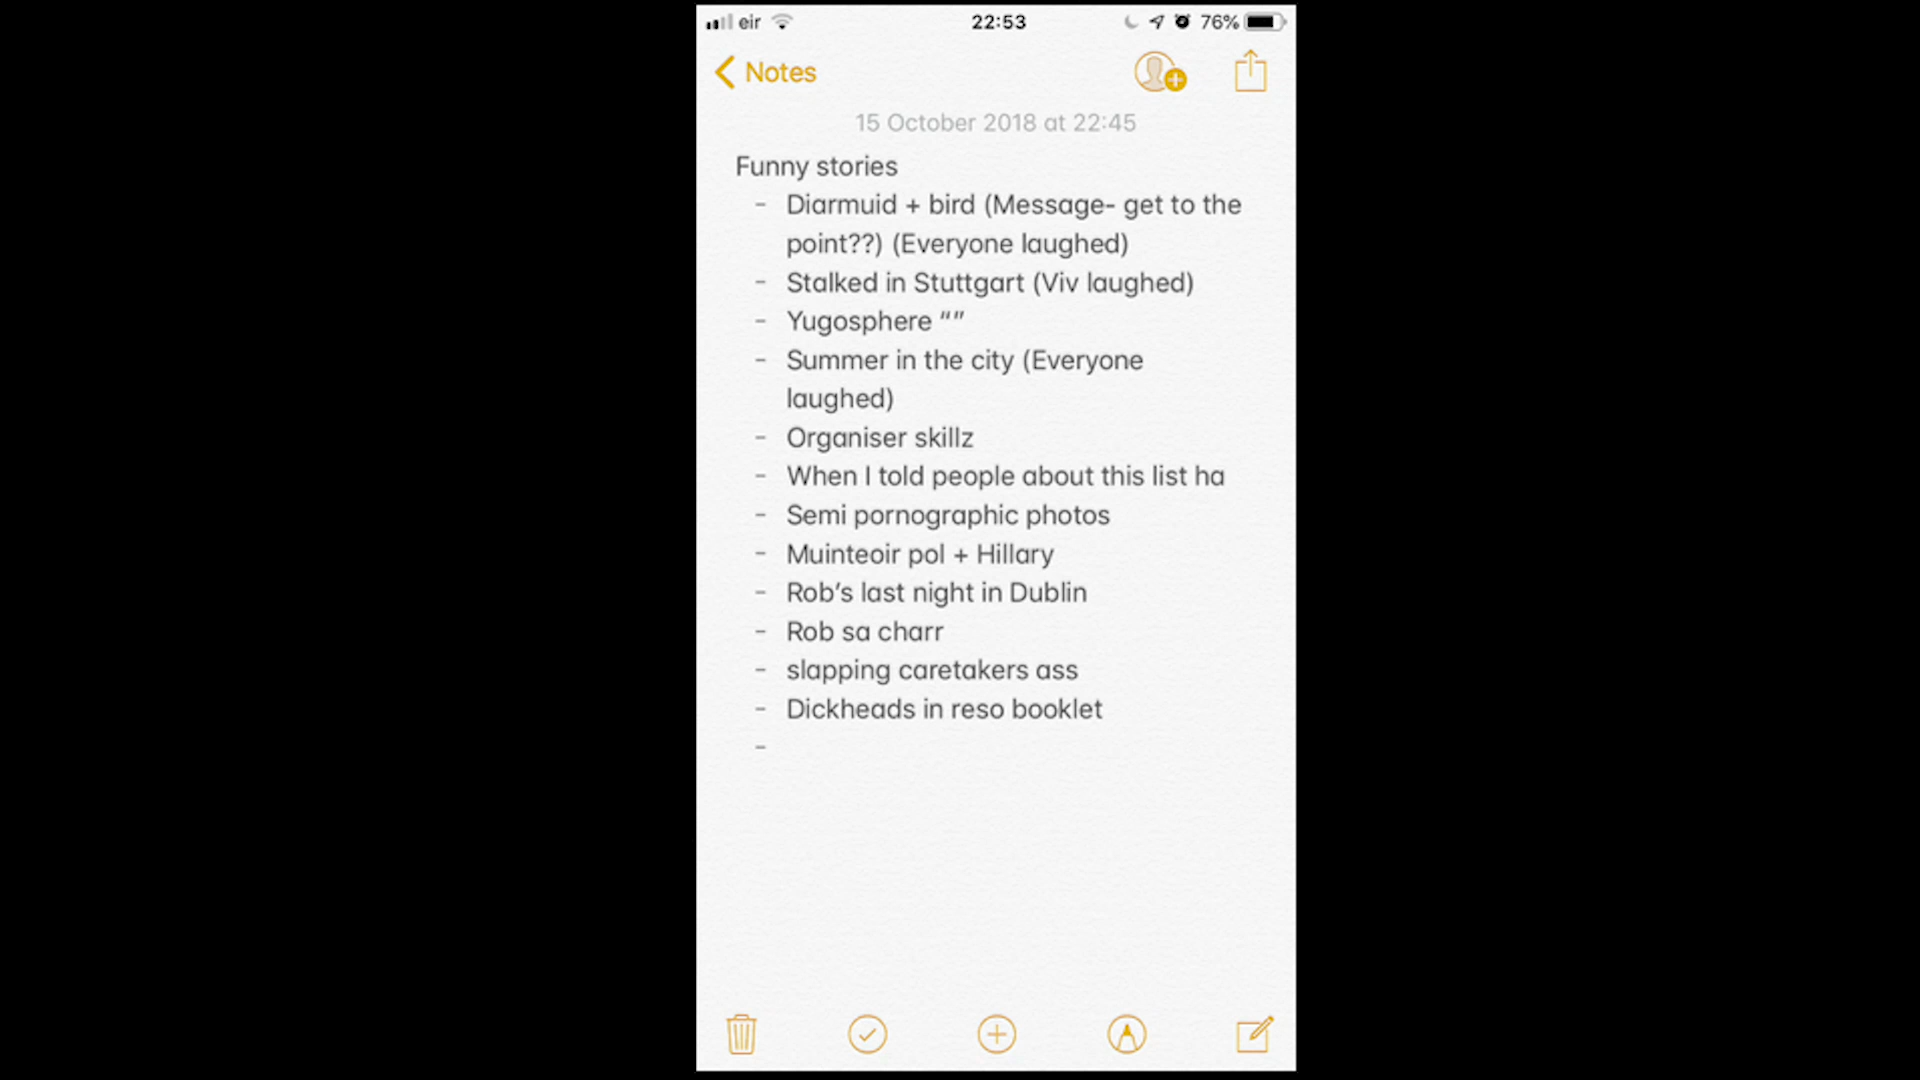 eir 22:53 76%
Notes
15 October 2018 at 22:45
Funny stories
- Diarmuid + bird (Message- get to the
point??) (Everyone laughed)
- Stalked in Stuttgart (Viv laughed)
- Yugosphere “”
- Summer in the city (Everyone
laughed)
- Organiser skillz
- When I told people about this list ha
- Semi pornographic photos
- Muinteoir pol + Hillary
- Rob’s last night in Dublin
- Rob sa charr
- slapping caretakers ass
- Dickheads in reso booklet
-